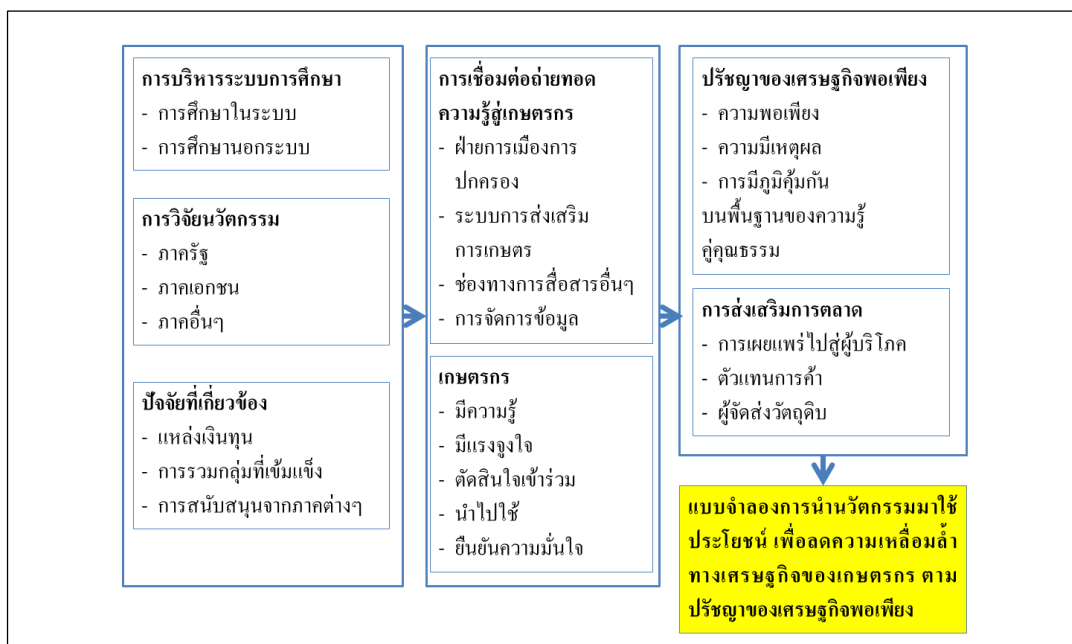 การบริหารระบบการศึกษา
- การศึกษาในระบบ
- การศึกษานอกระบบ
การวิจัยนวัตกรรม
- ภาครัฐ
- ภาคเอกชน
- ภาคอื่นๆ
ปัจจัยที่เกี่ยวข้อง
- แหล่งเงินทุน
- การรวมกลุ่มที่เข้มแข็ง
- การสนับสนุนจากภาคต่างๆ
การเชื่อมต่อถ่ายทอด
ความรู้สู่เกษตรกร
- ฝ่ายการเมืองการ
ปกครอง
- ระบบการส่งเสริม
การเกษตร
- ช่องทางการสื่อสารอื่นๆ
- การจัดการข้อมูล
เกษตรกร
- มีความรู้
- มีแรงจูงใจ
- ตัดสินใจเข้าร่วม
- นำไปใช้
- ยืนยันความมั่นใจ
ปรัชญาของเศรษฐกิจพอเพียง
- ความพอเพียง
- ความมีเหตุผล
- การมีภูมิคุ้มกัน
บนพื้นฐานของความรู้
คู่คุณธรรม
การส่งเสริมการตลาด
- การเผยแพร่ไปสู่ผู้บริโภค
- ตัวแทนการค้า
- ผู้จัดส่งวัตถุดิบ
แบบจำลองการนำนวัตกรรมมาใช้
ประโยชน์ เพื่อลดความเหลื่อมล้ำ
ทางเศรษฐกิจของเกษตรกร ตาม
ปรัชญาของเศรษฐกิจพอเพียง